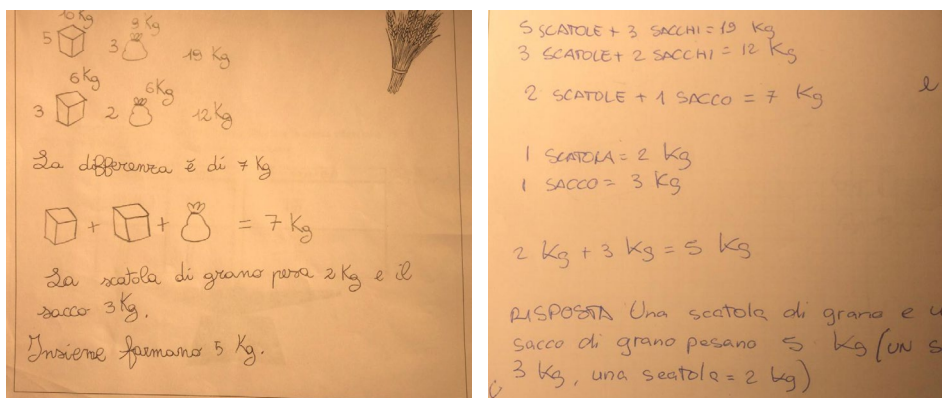 10 Kg 9 Kg
5 3 19 Kg
6 Kg 6 Kg
3 2 12 Kg
La differenza é di 7 Kg
+ + = 7 Kg
La scatola di grano pesa 2 Kg e il
sacco 3 Kg.
Insieme formano 5 Kg.
5 SCATOLE + 3 SACCHI = 19 Kg
3 SCATOLE + 2 SACCHI = 12 Kg
2 SCATOLE + 1 SACCO = 7 Kg
e
1 SCATOLA = 2 Kg
1 SACCO = 3 Kg
2 Kg + 3 Kg = 5 Kg
RISPOSTA Una scatola di grano e
sacco di grano pesano 5 kg (UN
3 Kg, una scatola = 2 kg)